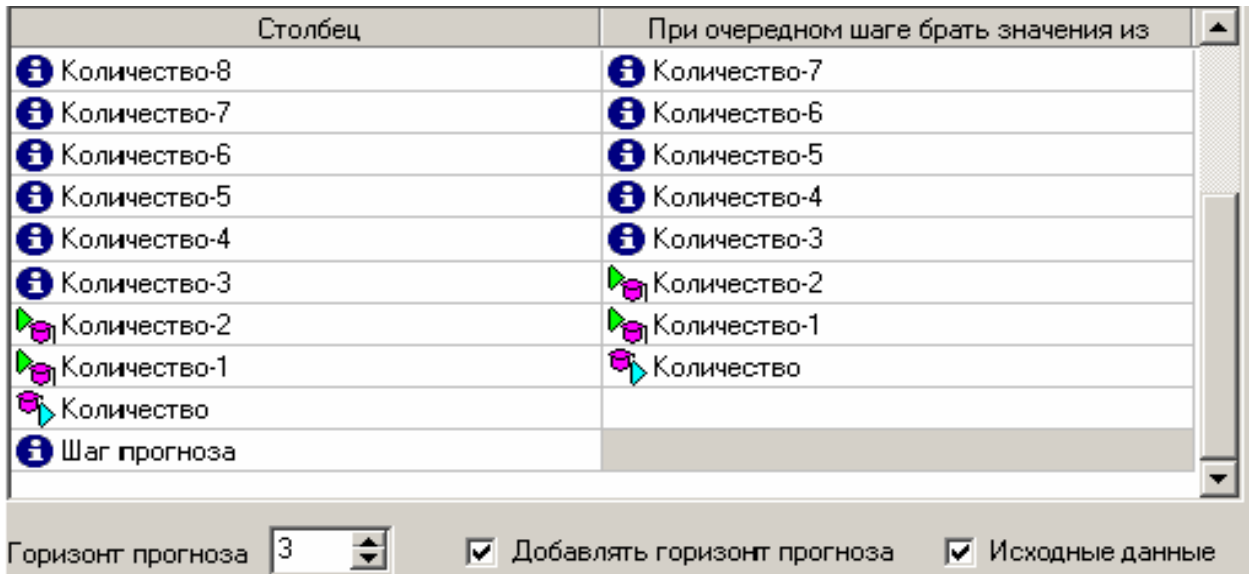 Столбец При очередном шаге брать значения из
Количество-8 Количество-7
Количество-7 Количество-6
Количество-6 Количество-5
Количество-5 Количество-4
Количество-4 Количество-3
Количество-3 Количество-2
Количество-2 Количество-1
Количество-1 Количество
Количество
Шаг прогноза
Горизонт прогноза 3 Добавлять горизонт прогноза Исходные данные